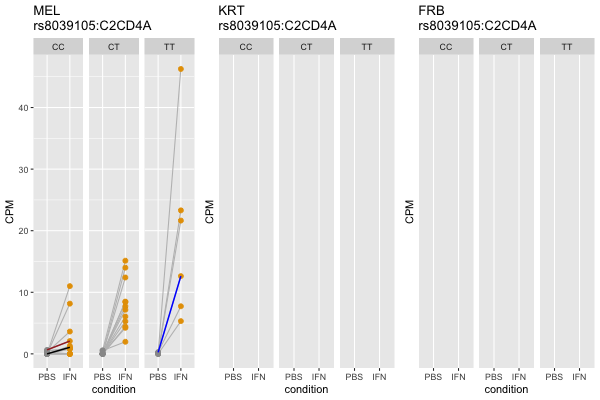 MEL
rs8039105:C2CD4A
KRT
rs8039105:C2CD4A
FRB
rs8039105:C2CD4A
CC CT TT
CC CT TT
CC CT TT
40
30
20
10
0
CPM
CPM
CPM
PBS IFN PBS IFN PBS IFN
PBS IFN PBS IFN PBS IFN
PBS IFN PBS IFN PBS IFN
condition
condition
condition